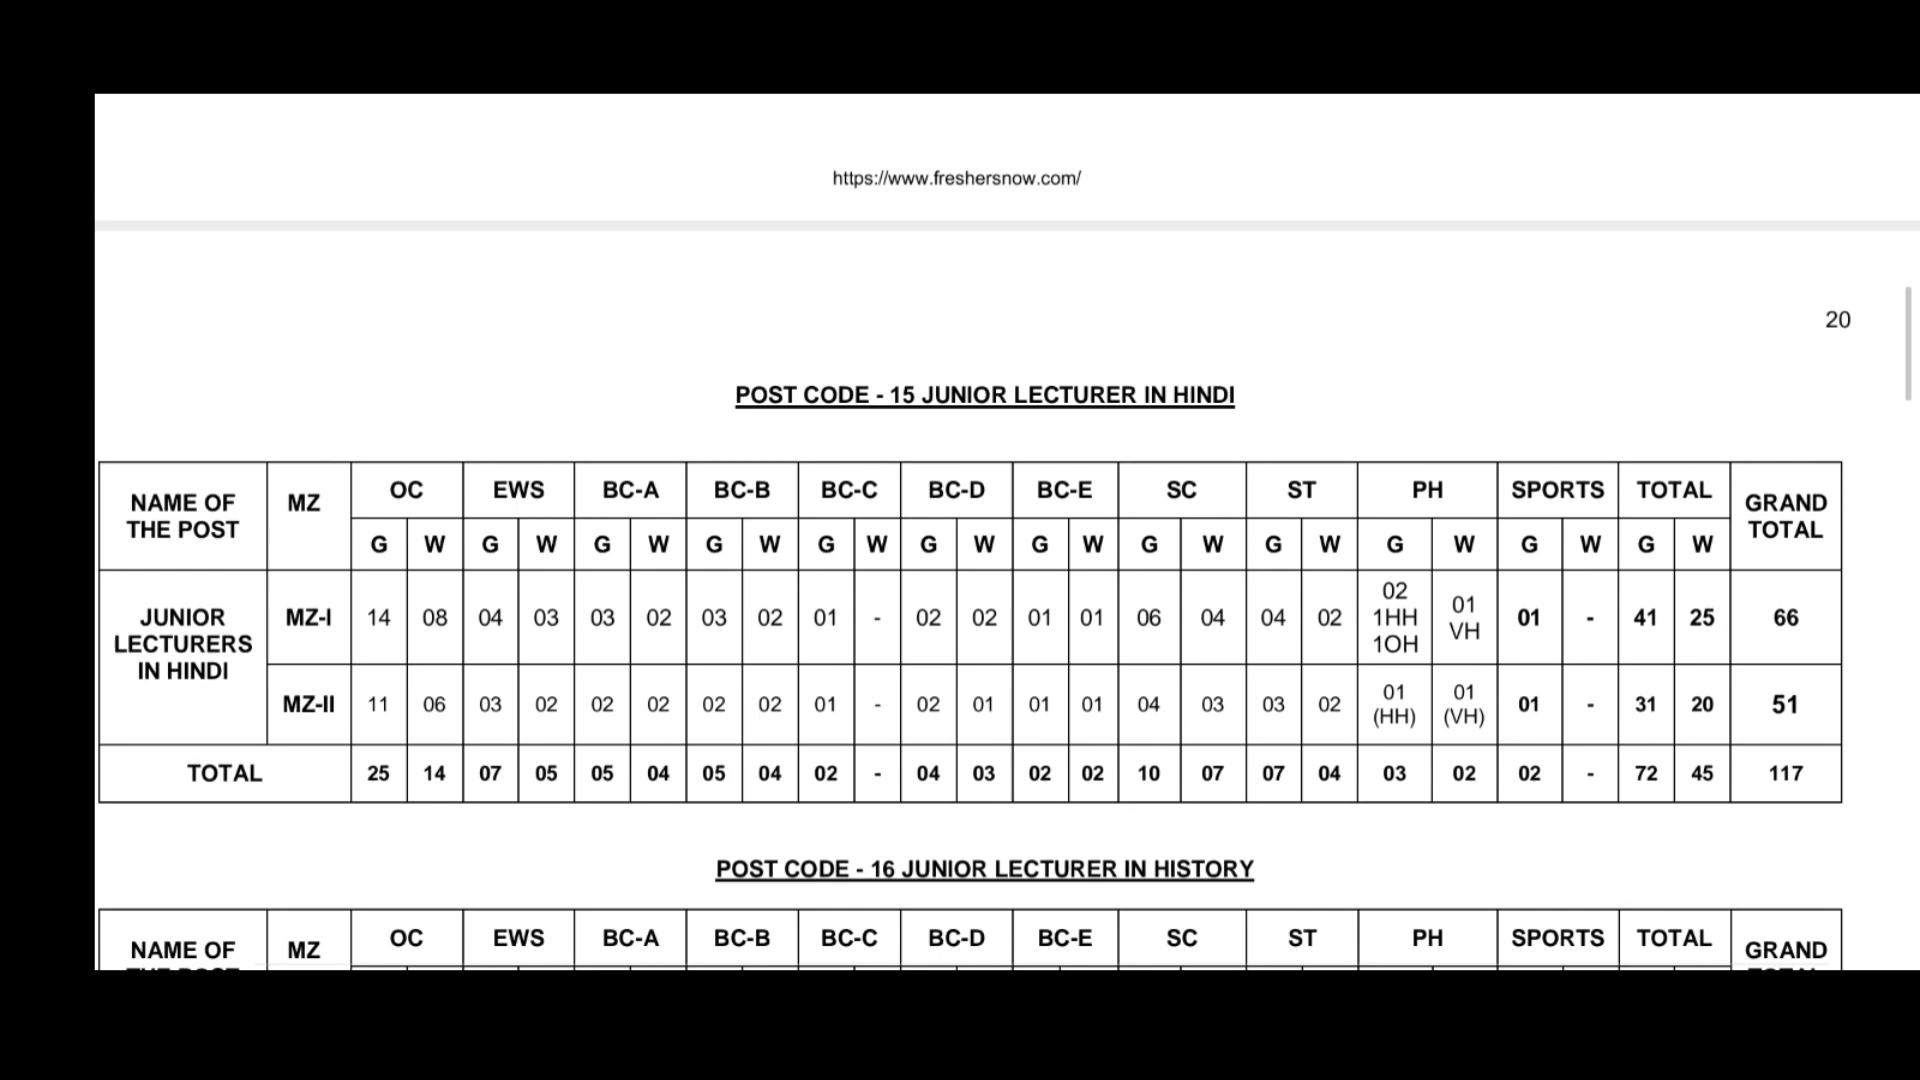 https://www.freshersnow.com/
20
POST CODE - 15 JUNIOR LECTURER IN HINDI
NAME OF THE POST MZ OC EWS BC-A BC-B BC-C BC-D BC-E SC ST PH SPORTS TOTAL GRAND TOTAL
G W G W G W G W G W G W G W G W G W G W G W G W
JUNIOR LECTURERS IN HINDI MZ-I 14 08 04 03 03 02 03 02 01 - 02 02 01 01 06 04 04 02 02 1HH 1OH 01 VH 01 - 41 25 66
MZ-II 11 06 03 02 02 02 02 02 01 - 02 01 01 01 04 03 03 02 01 (HH) 01 (VH) 01 - 31 20 51
TOTAL 25 14 07 05 05 04 05 04 02 - 04 03 02 02 10 07 07 04 03 02 02 - 72 45 117
POST CODE - 16 JUNIOR LECTURER IN HISTORY
NAME OF MZ OC EWS BC-A BC-B BC-C BC-D BC-E SC ST PH SPORTS TOTAL GRAND